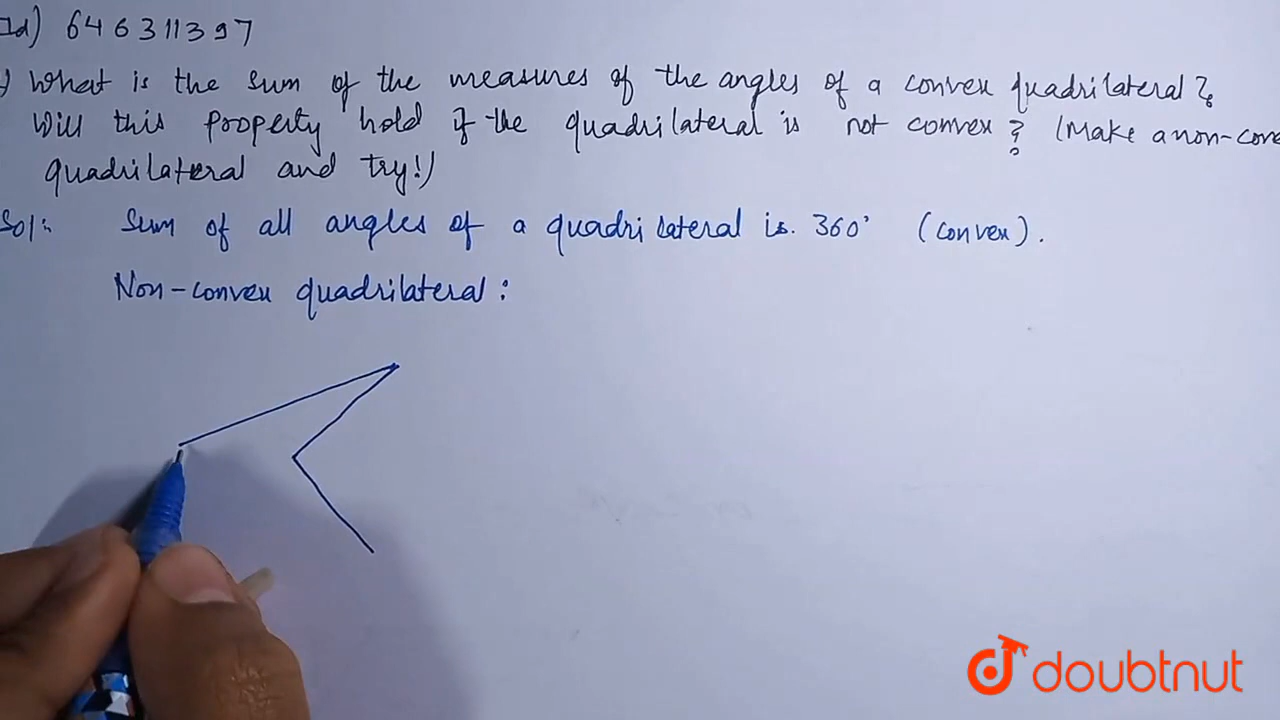 Id) 646311397
) What is the sum of the measures of the angles of a convex quadrilateral?
Will this property hold if the quadrilateral is not convex? (Make a non-conv
quadrilateral and try!)
Sol:. Sum of all angles of a quadrilateral is. 360° (convex).
Non-convex quadrilateral:
doubtnut